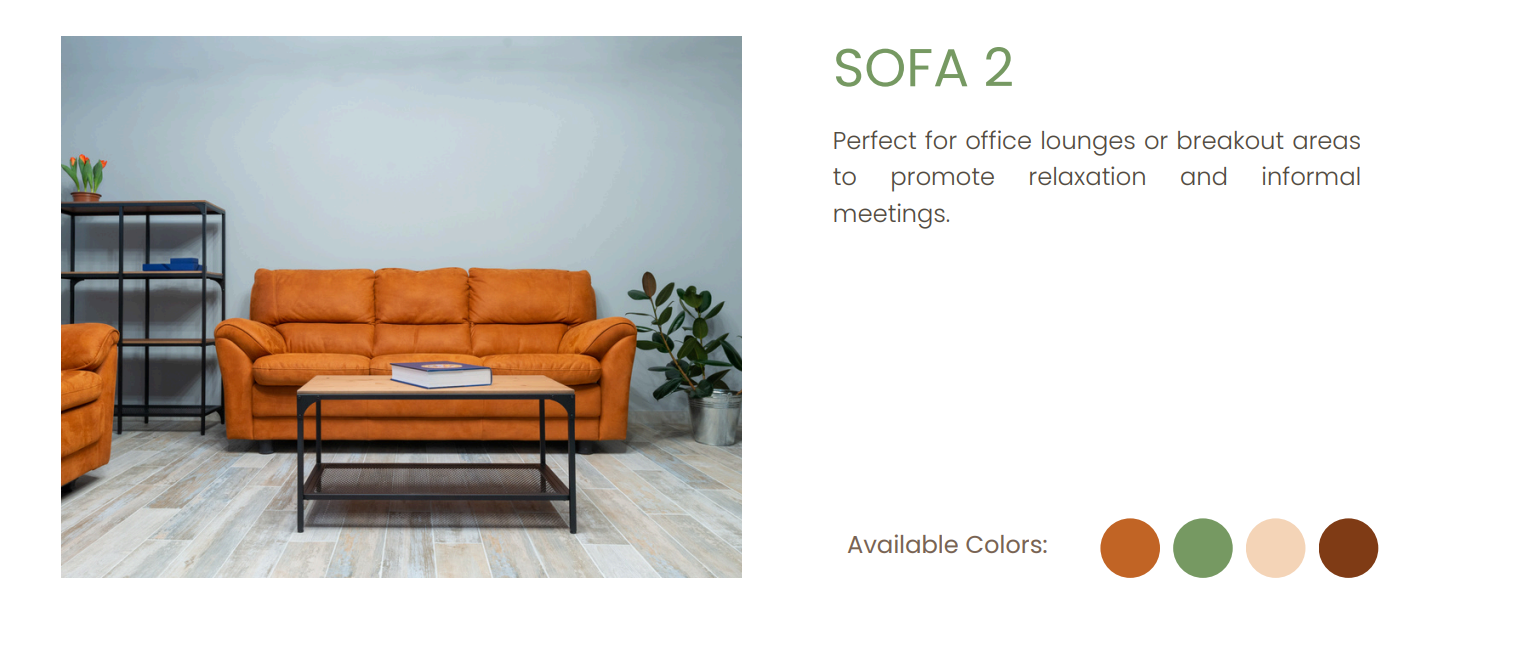 SOFA 2
Perfect for office lounges or breakout areas
to promote relaxation and informal
meetings.
Available Colors: